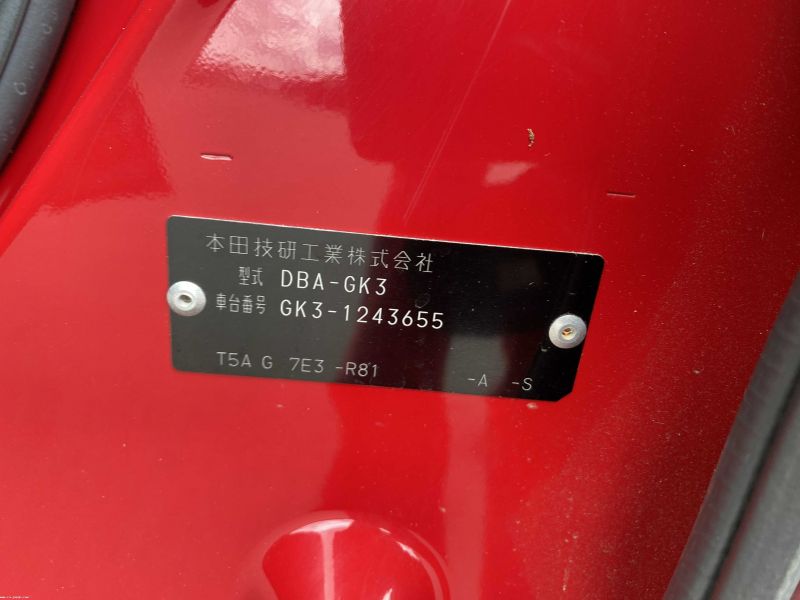 本田技研工業株式会社
型式 DBA-GK3
車台番号 GK3-1243655
T5A G 7E3 -R81 -A -S